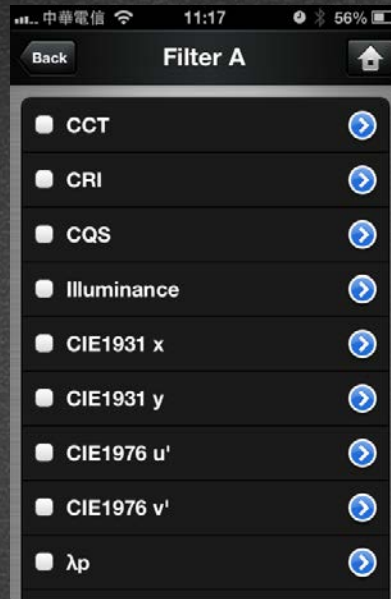 中華電信 11:17 56%
Back Filter A
CCT
CRI
CQS
Illuminance
CIE1931 x
CIE1931 y
CIE1976 u'
CIE1976 v'
λp